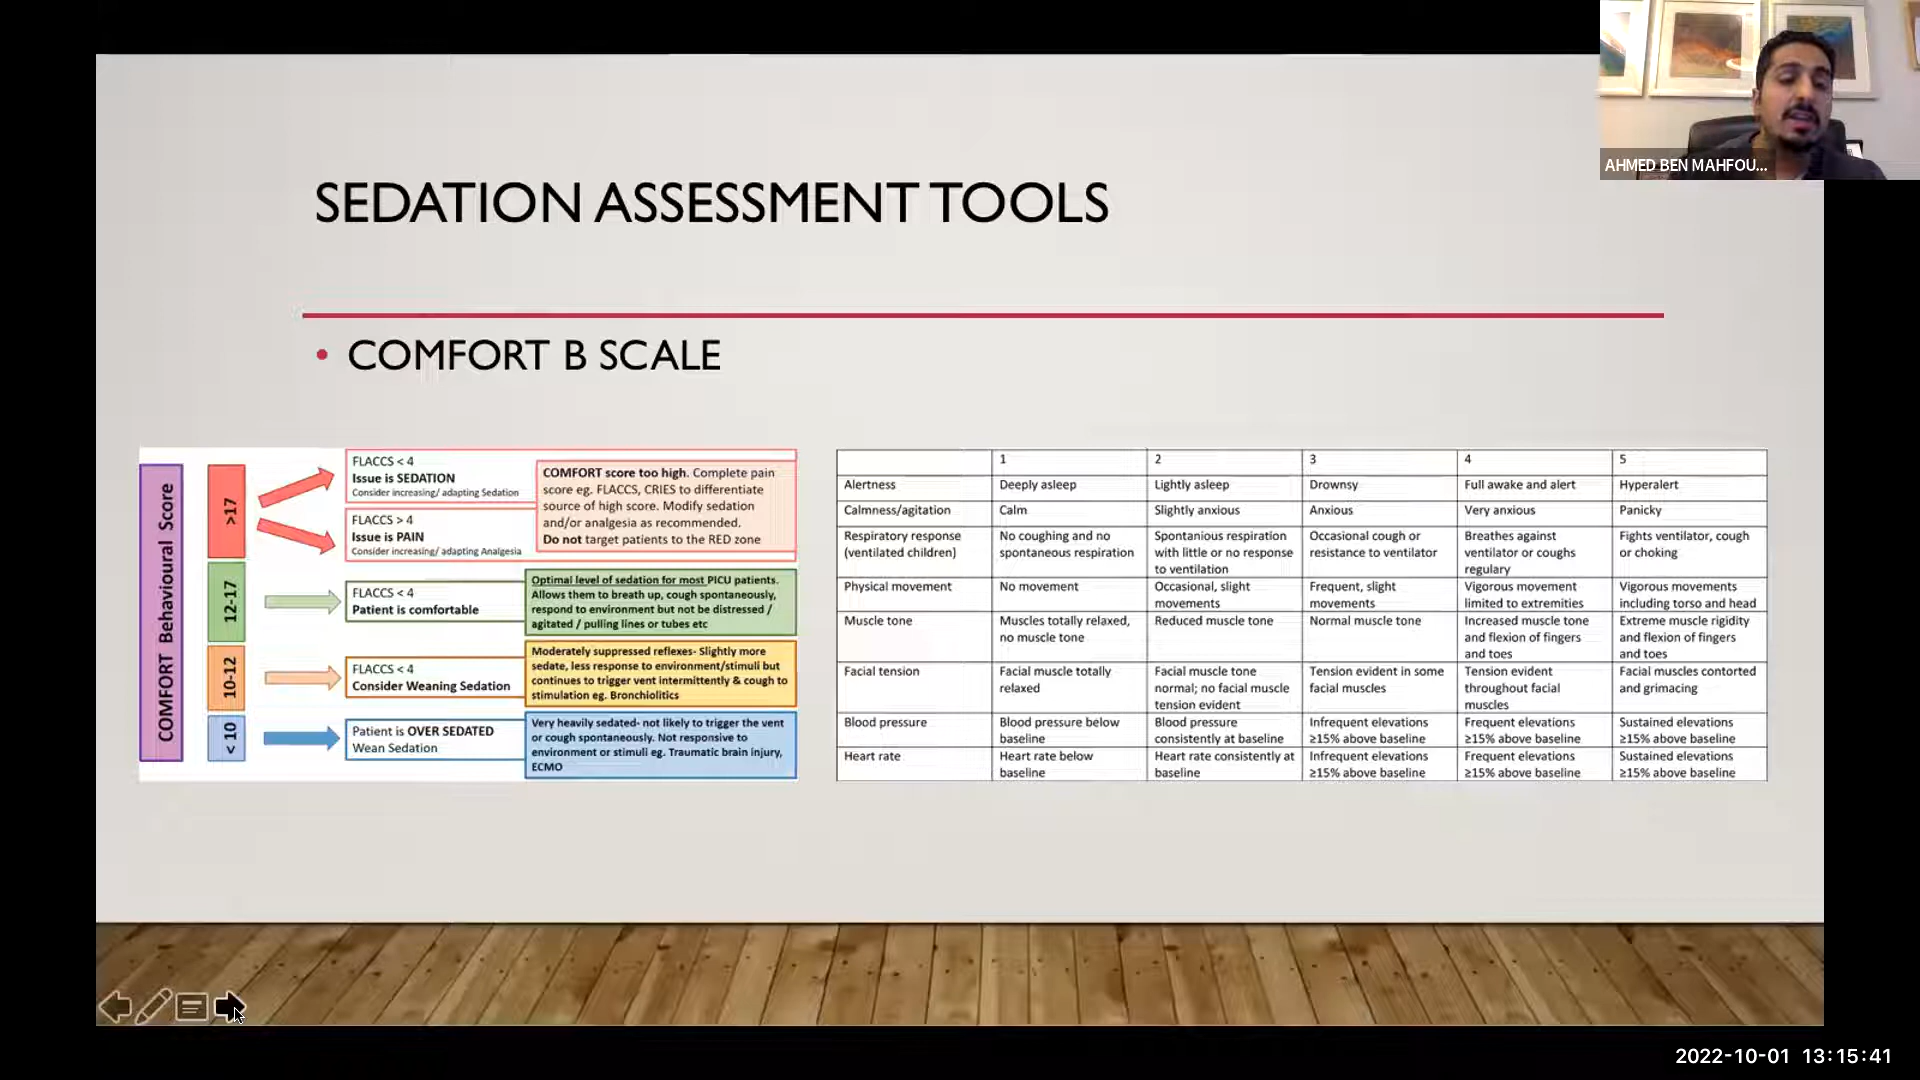 AHMED BEN MAHFOU...
SEDATION ASSESSMENT TOOLS
• COMFORT B SCALE
COMFORT Behavioural Score
>17
FLACCS < 4
Issue is SEDATION
Consider increasing/ adapting Sedation
FLACCS > 4
Issue is PAIN
Consider increasing/ adapting Analgesia
COMFORT score too high. Complete pain
score eg. FLACCS, CRIES to differentiate
source of high score. Modify sedation
and/or analgesia as recommended.
Do not target patients to the RED zone
12-17
FLACCS < 4
Patient is comfortable
Optimal level of sedation for most PICU patients.
Allows them to breath up, cough spontaneously,
respond to environment but not be distressed /
agitated / pulling lines or tubes etc
10-12
FLACCS < 4
Consider Weaning Sedation
Moderately suppressed reflexes- Slightly more
sedate, less response to environment/stimuli but
continues to trigger vent intermittently & cough to
stimulation eg. Bronchiolitics
< 10
Patient is OVER SEDATED
Wean Sedation
Very heavily sedated- not likely to trigger the vent
or cough spontaneously. Not responsive to
environment or stimuli eg. Traumatic brain injury,
ECMO
1 2 3 4 5
Alertness Deeply asleep Lightly asleep Drownsy Full awake and alert Hyperalert
Calmness/agitation Calm Slightly anxious Anxious Very anxious Panicky
Respiratory response No coughing and no Spontanious respiration Occasional cough or Breathes against Fights ventilator, cough
(ventilated children) spontaneous respiration with little or no response resistance to ventilator ventilator or coughs or choking
to ventilation regulary
Physical movement No movement Occasional, slight Frequent, slight Vigorous movement Vigorous movements
movements movements limited to extremities including torso and head
Muscle tone Muscles totally relaxed, Reduced muscle tone Normal muscle tone Increased muscle tone Extreme muscle rigidity
no muscle tone and flexion of fingers and flexion of fingers
and toes and toes
Facial tension Facial muscle totally Facial muscle tone Tension evident in some Tension evident Facial muscles contorted
relaxed normal; no facial muscle facial muscles throughout facial and grimacing
tension evident muscles
Blood pressure Blood pressure below Blood pressure Infrequent elevations Frequent elevations Sustained elevations
baseline consistently at baseline ≥15% above baseline ≥15% above baseline ≥15% above baseline
Heart rate Heart rate below Heart rate consistently at Infrequent elevations Frequent elevations Sustained elevations
baseline baseline ≥15% above baseline ≥15% above baseline ≥15% above baseline
2022-10-01 13:15:41